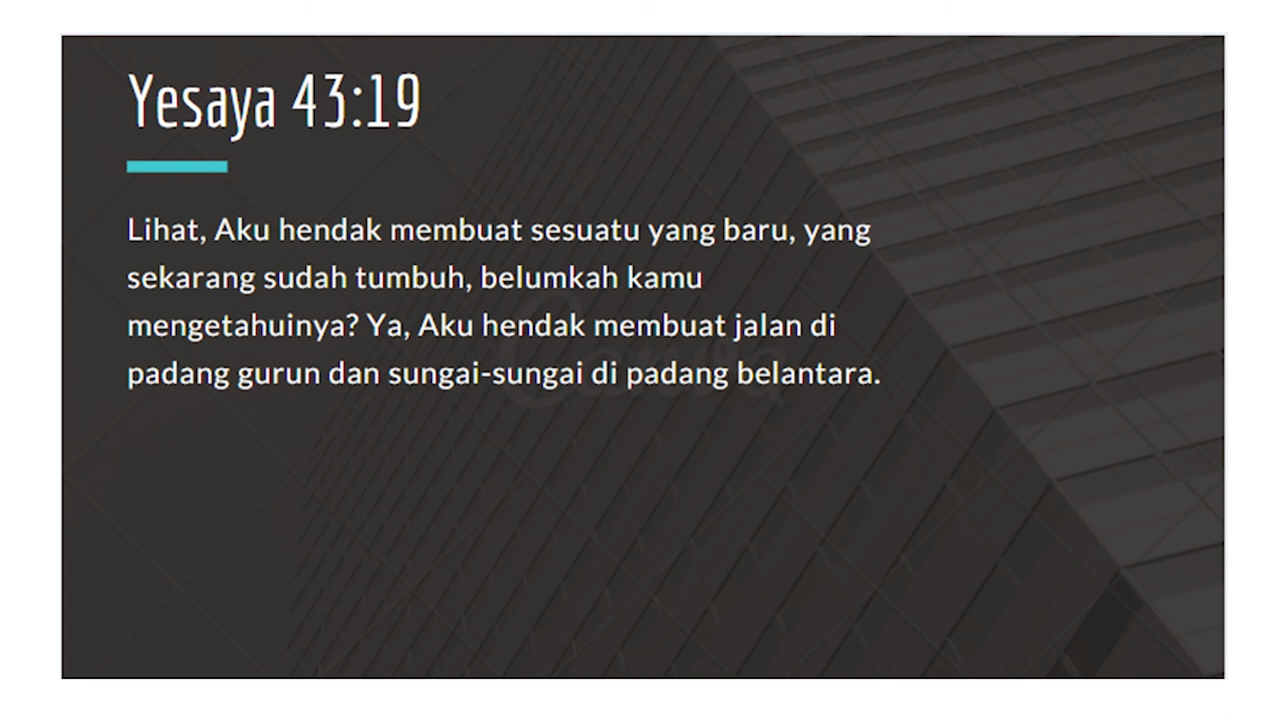 Yesaya 43:19
Lihat, Aku hendak membuat sesuatu yang baru, yang
sekarang sudah tumbuh, belumkah kamu
mengetahuinya? Ya, Aku hendak membuat jalan di
padang gurun dan sungai-sungai di padang belantara.
Canva